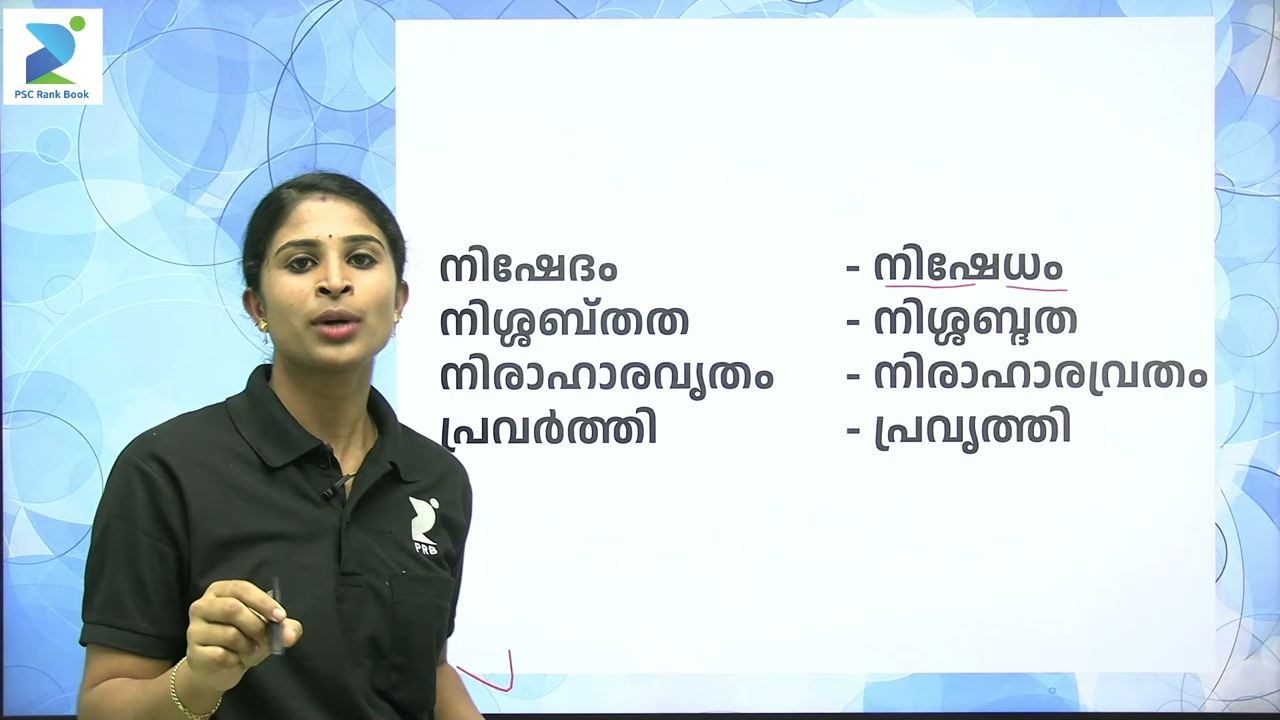 PSC Rank Book
നിഷേദം - നിഷേധം
നിശ്ശബ്തത - നിശ്ശബ്ദത
നിരാഹാരവൃതം - നിരാഹാരവ്രതം
പ്രവർത്തി - പ്രവൃത്തി
PRB